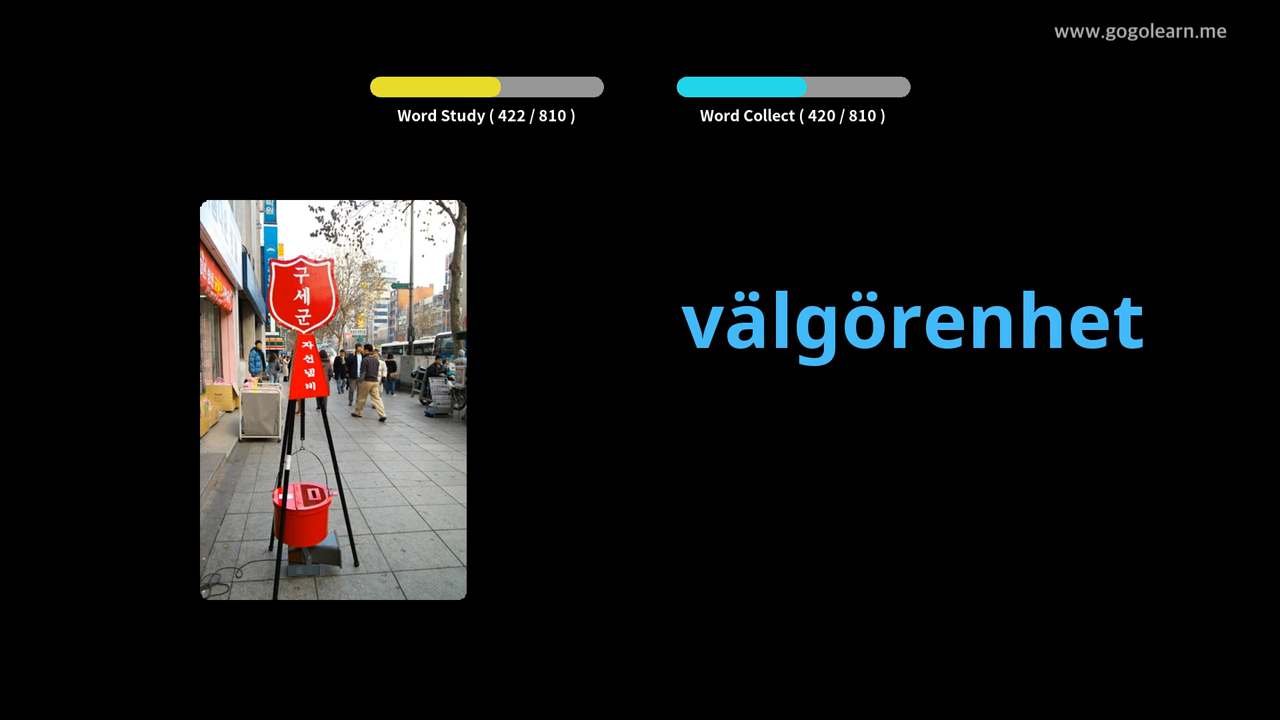 www.gogolearn.me
Word Study ( 422 / 810 )
Word Collect ( 420 / 810 )
välgörenhet
구세군
자선냄비